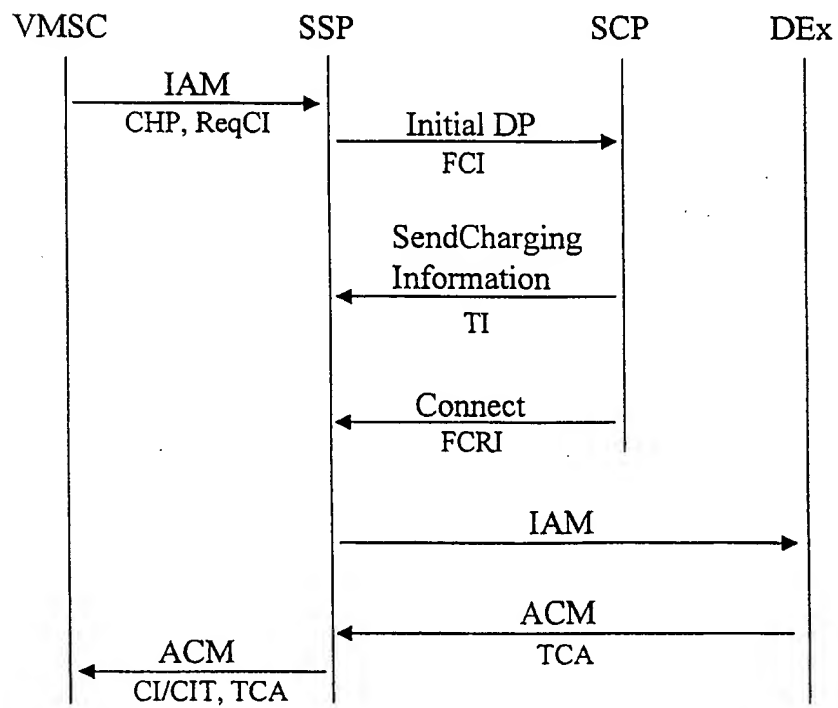 VMSC SSP SCP DEx
IAM
CHP, ReqCI
Initial DP
FCI
SendCharging
Information
TI
Connect
FCRI
IAM
ACM
TCA
ACM
CI/CIT, TCA